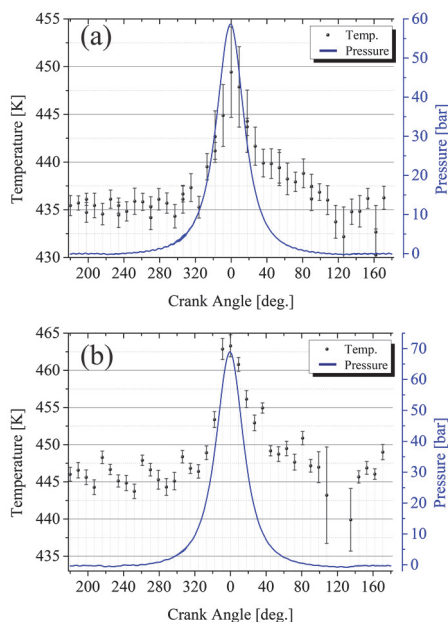 (a)
Temp.
Pressure
455
450
445
440
435
430
Temperature [K]
60
50
40
30
20
10
0
Pressure [bar]
200 240 280 320 0 40 80 120 160
Crank Angle [deg.]
(b)
Temp.
Pressure
465
460
455
450
445
440
435
Temperature [K]
70
60
50
40
30
20
10
0
Pressure [bar]
200 240 280 320 0 40 80 120 160
Crank Angle [deg.]